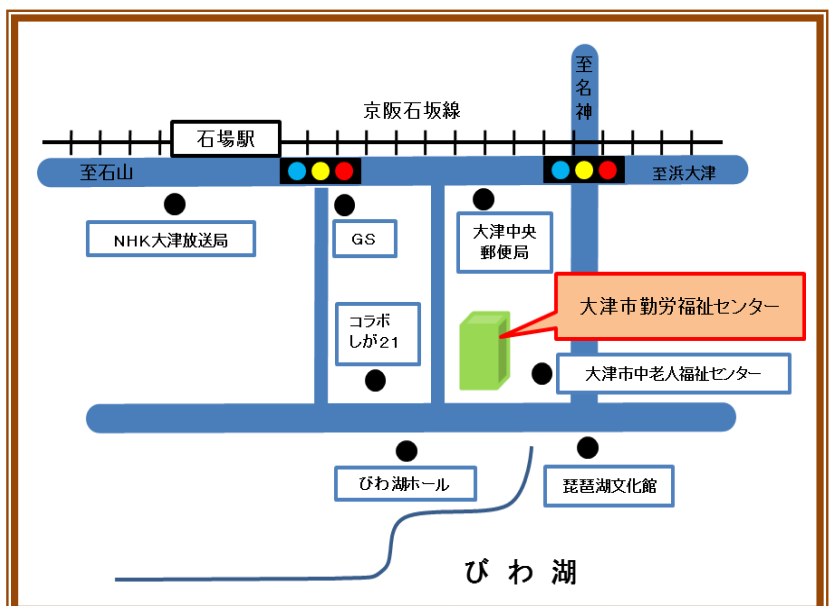 至名神
京阪石坂線
石場駅
至石山
至浜大津
NHK大津放送局
GS
大津中央
郵便局
大津市勤労福祉センター
コラボ
しが21
大津市中老人福祉センター
びわ湖ホール
琵琶湖文化館
びわ湖